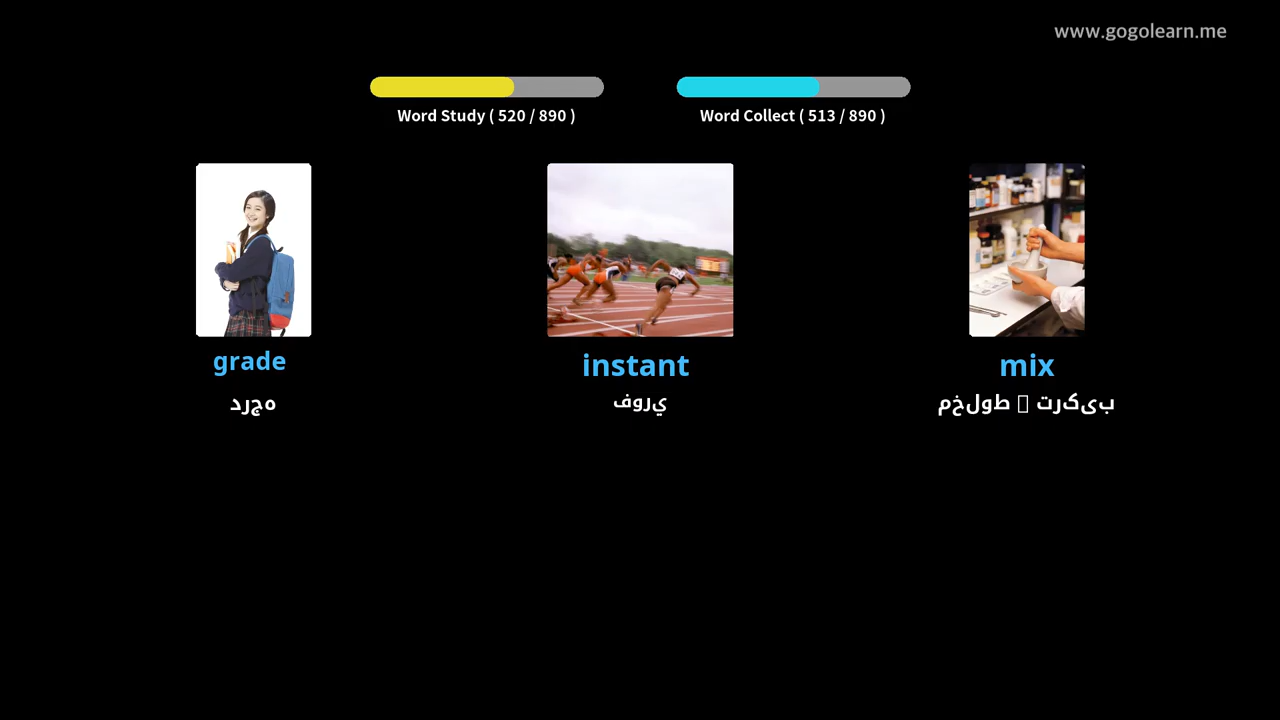 www.gogolearn.me
Word Study ( 520 / 890 )
Word Collect ( 513 / 890 )
grade
instant
mix
درجه
فوري
مخلوط ▯ ترکیب